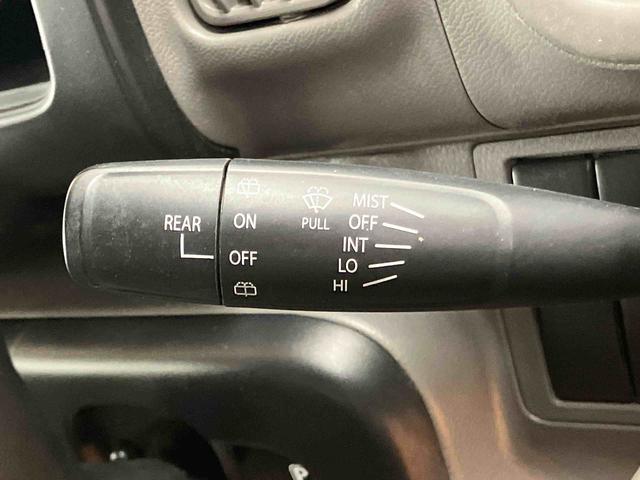 REAR
ON
OFF
PULL
MIST
OFF
INT
LO
HI
P